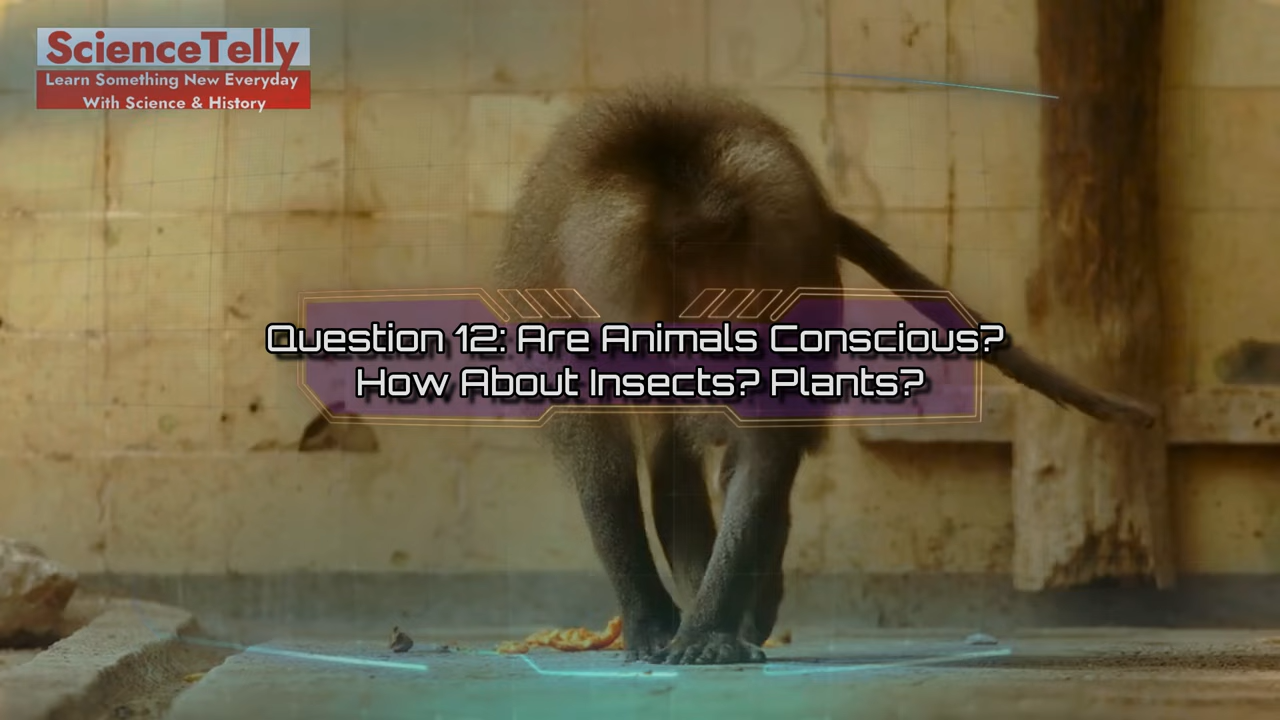 ScienceTelly
Learn Something New Everyday
With Science & History
Question 12: Are Animals Conscious?
How About Insects? Plants?